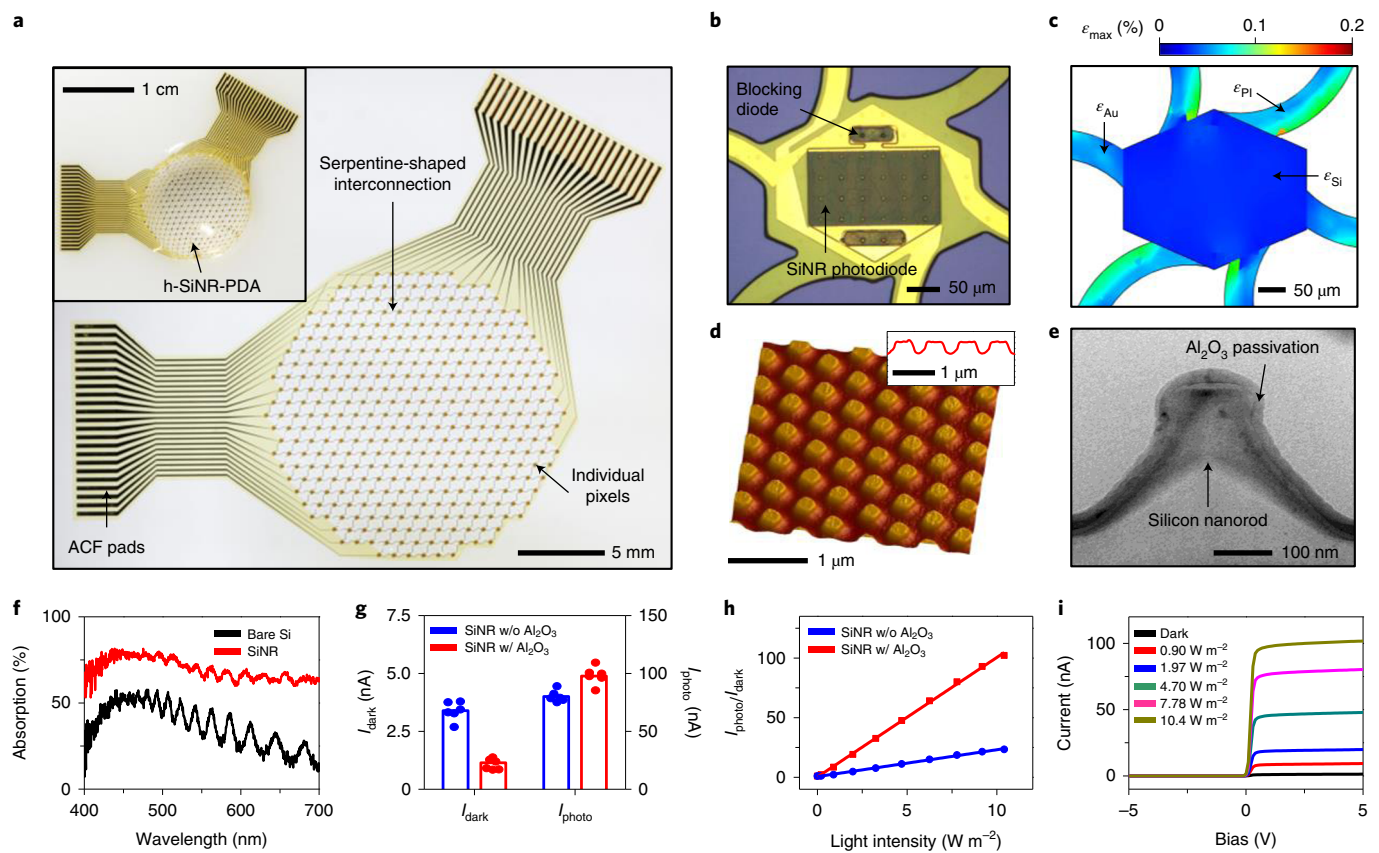 a
1 cm
h-SiNR-PDA
Serpentine-shaped
interconnection
Individual
pixels
ACF pads
5 mm
b
Blocking
diode
SiNR photodiode
50 μm
c
εmax (%)
0 0.1 0.2
εPI
εAu
εSi
50 μm
d
1 μm
1 μm
e
Al2O3 passivation
Silicon nanorod
100 nm
f
100
50
0
Absorption (%)
Bare Si
SiNR
400 500 600 700
Wavelength (nm)
g
7.5
5.0
2.5
0
Idark (nA)
SiNR w/o Al2O3
SiNR w/ Al2O3
150
100
50
0
Iphoto (nA)
Idark Iphoto
h
100
50
0
Iphoto/Idark
SiNR w/o Al2O3
SiNR w/ Al2O3
0 5 10
Light intensity (W m−2)
i
100
50
0
Current (nA)
Dark
0.90 W m−2
1.97 W m−2
4.70 W m−2
7.78 W m−2
10.4 W m−2
−5 0 5
Bias (V)